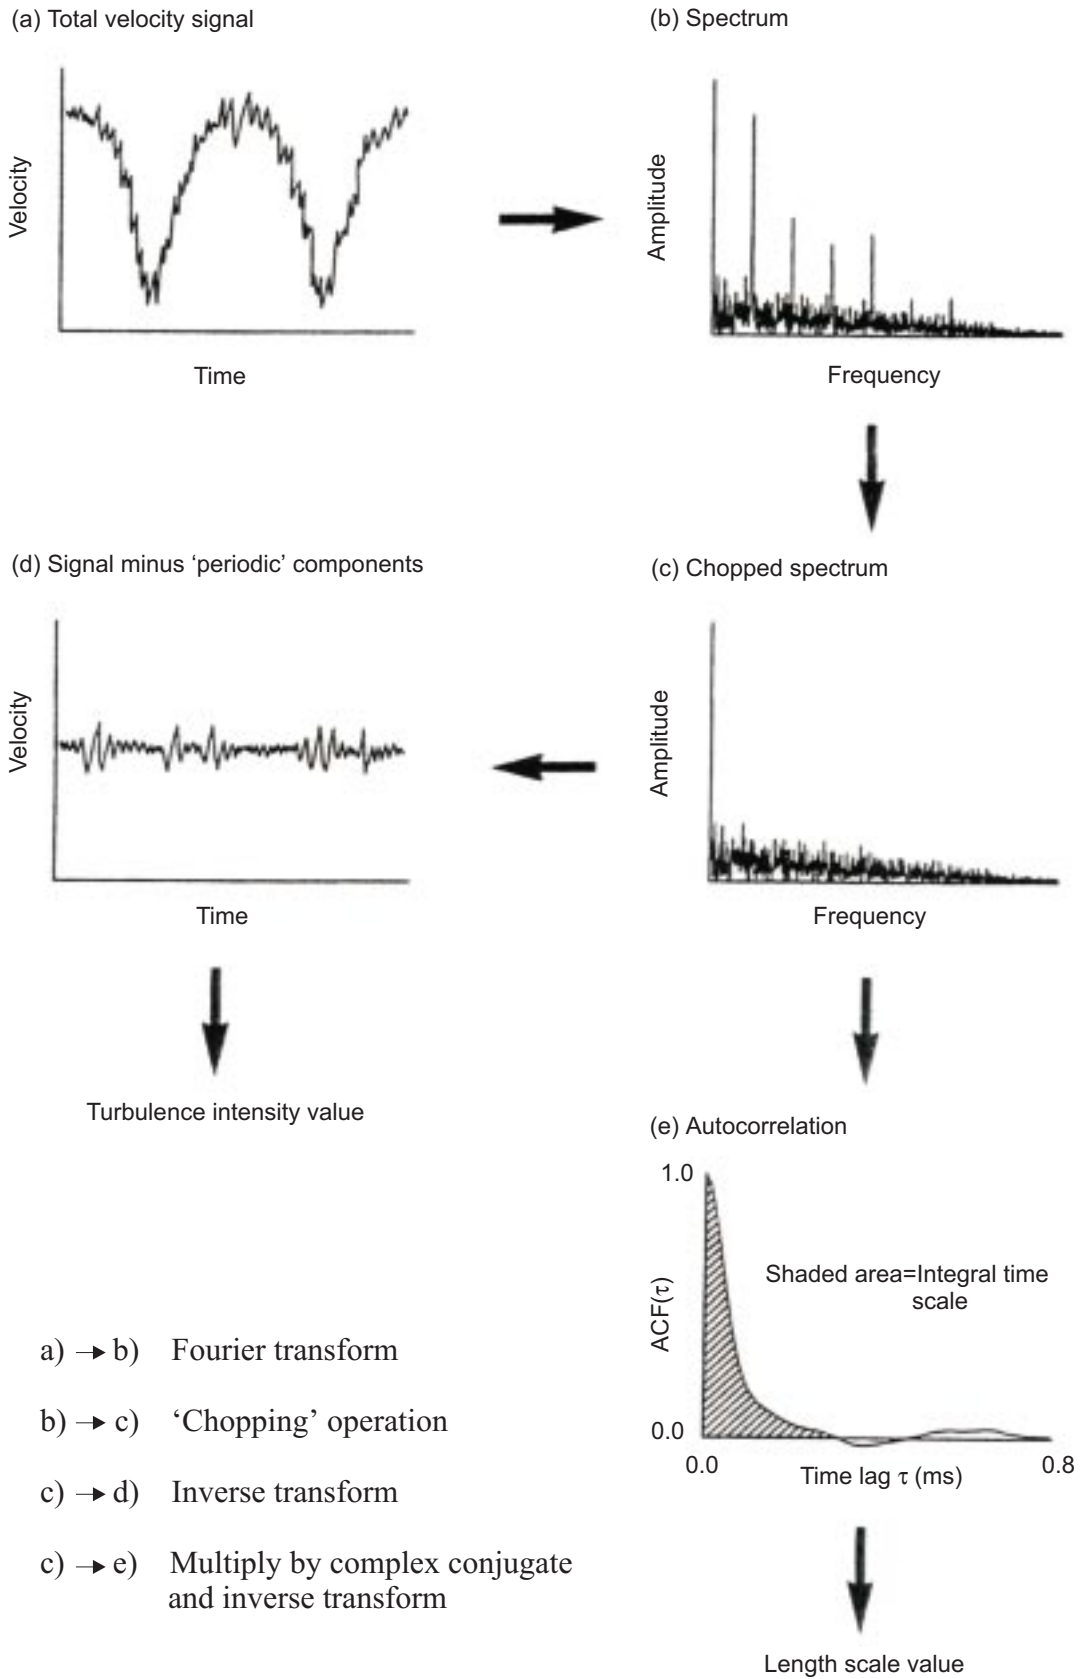 (a) Total velocity signal
Velocity
Time
(b) Spectrum
Amplitude
Frequency
(d) Signal minus ‘periodic’ components
Velocity
Time
(c) Chopped spectrum
Amplitude
Frequency
Turbulence intensity value
(e) Autocorrelation
1.0
ACF(τ)
Shaded area=Integral time
scale
0.0
0.0
Time lag τ (ms)
0.8
Length scale value
a) → b) Fourier transform
b) → c) ‘Chopping’ operation
c) → d) Inverse transform
c) → e) Multiply by complex conjugate
and inverse transform